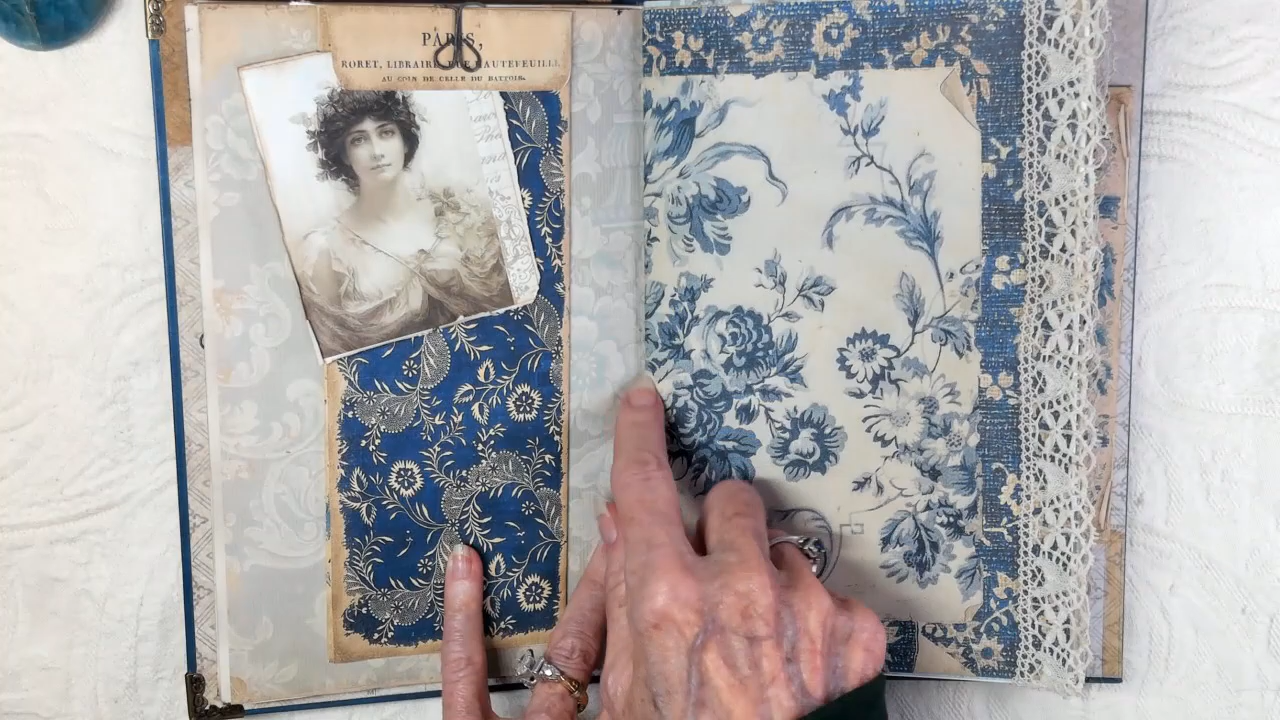 PARIS,
RORET, LIBRAIRE, RUE HAUTEFEUILLE
AU COIN DE CELLE DU BATTOIR.